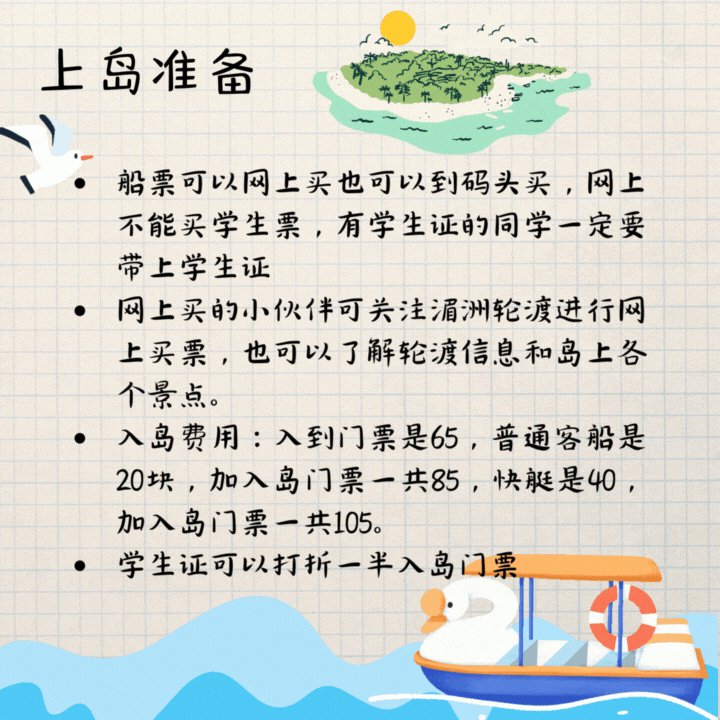 上岛准备
• 船票可以网上买也可以到码头买，网上
不能买学生票，有学生证的同学一定要
带上学生证
• 网上买的小伙伴可关注湄洲轮渡进行网
上买票，也可以了解轮渡信息和岛上各
个景点。
• 入岛费用：入到门票是65，普通客船是
20块，加入岛门票一共85，快艇是40，
加入岛门票一共105。
• 学生证可以打折一半入岛门票